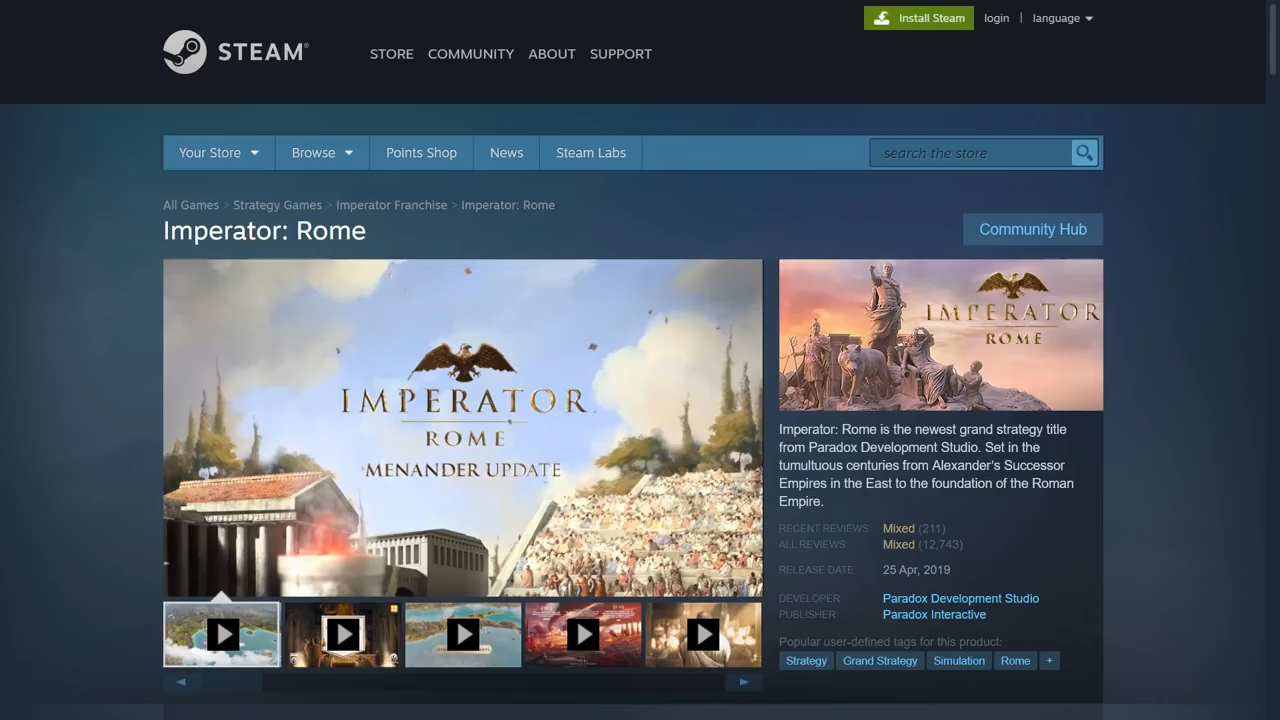 Install Steam
login
|
language
STEAM®
STORE
COMMUNITY
ABOUT
SUPPORT
Your Store
Browse
Points Shop
News
Steam Labs
search the store
All Games > Strategy Games > Imperator Franchise > Imperator: Rome
Imperator: Rome
Community Hub
IMPERATOR
ROME
MENANDER UPDATE
IMPERATOR
ROME
Imperator: Rome is the newest grand strategy title
from Paradox Development Studio. Set in the
tumultuous centuries from Alexander's Successor
Empires in the East to the foundation of the Roman
Empire.
RECENT REVIEWS: Mixed (211)
ALL REVIEWS: Mixed (12,743)
RELEASE DATE: 25 Apr, 2019
DEVELOPER: Paradox Development Studio
PUBLISHER: Paradox Interactive
Popular user-defined tags for this product:
Strategy
Grand Strategy
Simulation
Rome
+